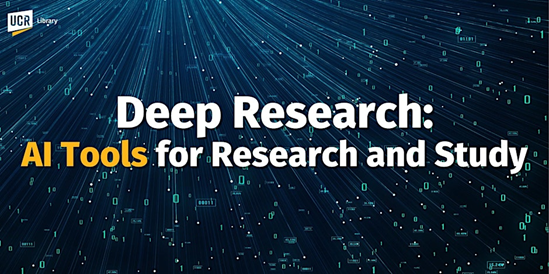 UCR
Library
Deep Research:
AI Tools for Research and Study